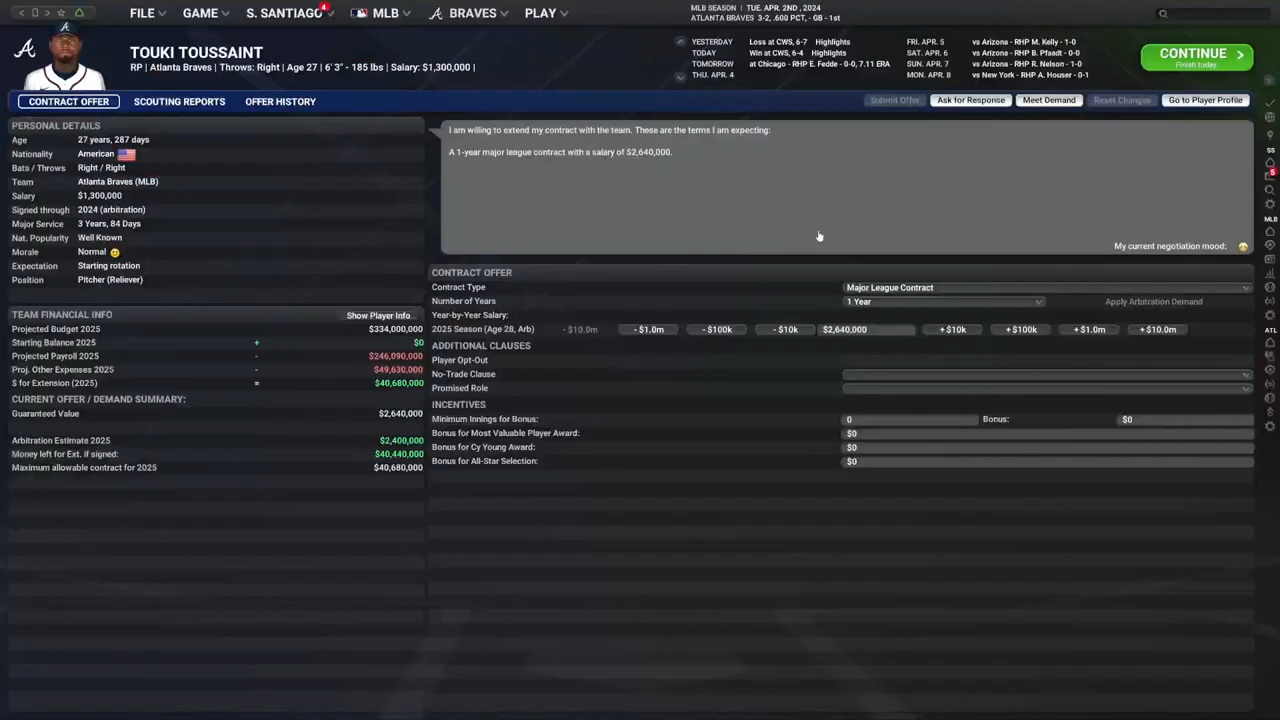 FILE GAME S. SANTIAGO 4 MLB BRAVES PLAY
MLB SEASON | TUE. APR. 2ND , 2024
ATLANTA BRAVES 3-2, .600 PCT, - GB - 1st
TOUKI TOUSSAINT
RP | Atlanta Braves | Throws: Right | Age 27 | 6' 3" - 185 lbs | Salary: $1,300,000 |
YESTERDAY Loss at CWS, 6-7 Highlights
TODAY Win at CWS, 6-4 Highlights
TOMORROW at Chicago - RHP E. Fedde - 0-0, 7.11 ERA
THU. APR. 4
FRI. APR. 5 vs Arizona - RHP M. Kelly - 1-0
SAT. APR. 6 vs Arizona - RHP B. Pfaadt - 0-0
SUN. APR. 7 vs Arizona - RHP R. Nelson - 1-0
MON. APR. 8 vs New York - RHP A. Houser - 0-1
CONTINUE
Finish today
CONTRACT OFFER SCOUTING REPORTS OFFER HISTORY
Submit Offer Ask for Response Meet Demand Reset Changes Go to Player Profile
PERSONAL DETAILS
Age 27 years, 287 days
Nationality American
Bats / Throws Right / Right
Team Atlanta Braves (MLB)
Salary $1,300,000
Signed through 2024 (arbitration)
Major Service 3 Years, 84 Days
Nat. Popularity Well Known
Morale Normal
Expectation Starting rotation
Position Pitcher (Reliever)
TEAM FINANCIAL INFO Show Player Info
Projected Budget 2025 $334,000,000
Starting Balance 2025 + $0
Projected Payroll 2025 - $246,090,000
Proj. Other Expenses 2025 - $49,630,000
$ for Extension (2025) = $40,680,000
CURRENT OFFER / DEMAND SUMMARY:
Guaranteed Value $2,640,000
Arbitration Estimate 2025 $2,400,000
Money left for Ext. if signed: $40,440,000
Maximum allowable contract for 2025 $40,680,000
I am willing to extend my contract with the team. These are the terms I am expecting:
A 1-year major league contract with a salary of $2,640,000.
My current negotiation mood:
CONTRACT OFFER
Contract Type Major League Contract
Number of Years 1 Year Apply Arbitration Demand
Year-by-Year Salary:
2025 Season (Age 28, Arb) - $10.0m - $1.0m - $100k - $10k $2,640,000 + $10k + $100k + $1.0m + $10.0m
ADDITIONAL CLAUSES
Player Opt-Out
No-Trade Clause
Promised Role
INCENTIVES
Minimum Innings for Bonus: 0 Bonus: $0
Bonus for Most Valuable Player Award: $0
Bonus for Cy Young Award: $0
Bonus for All-Star Selection: $0
SS
5
MLB
ATL